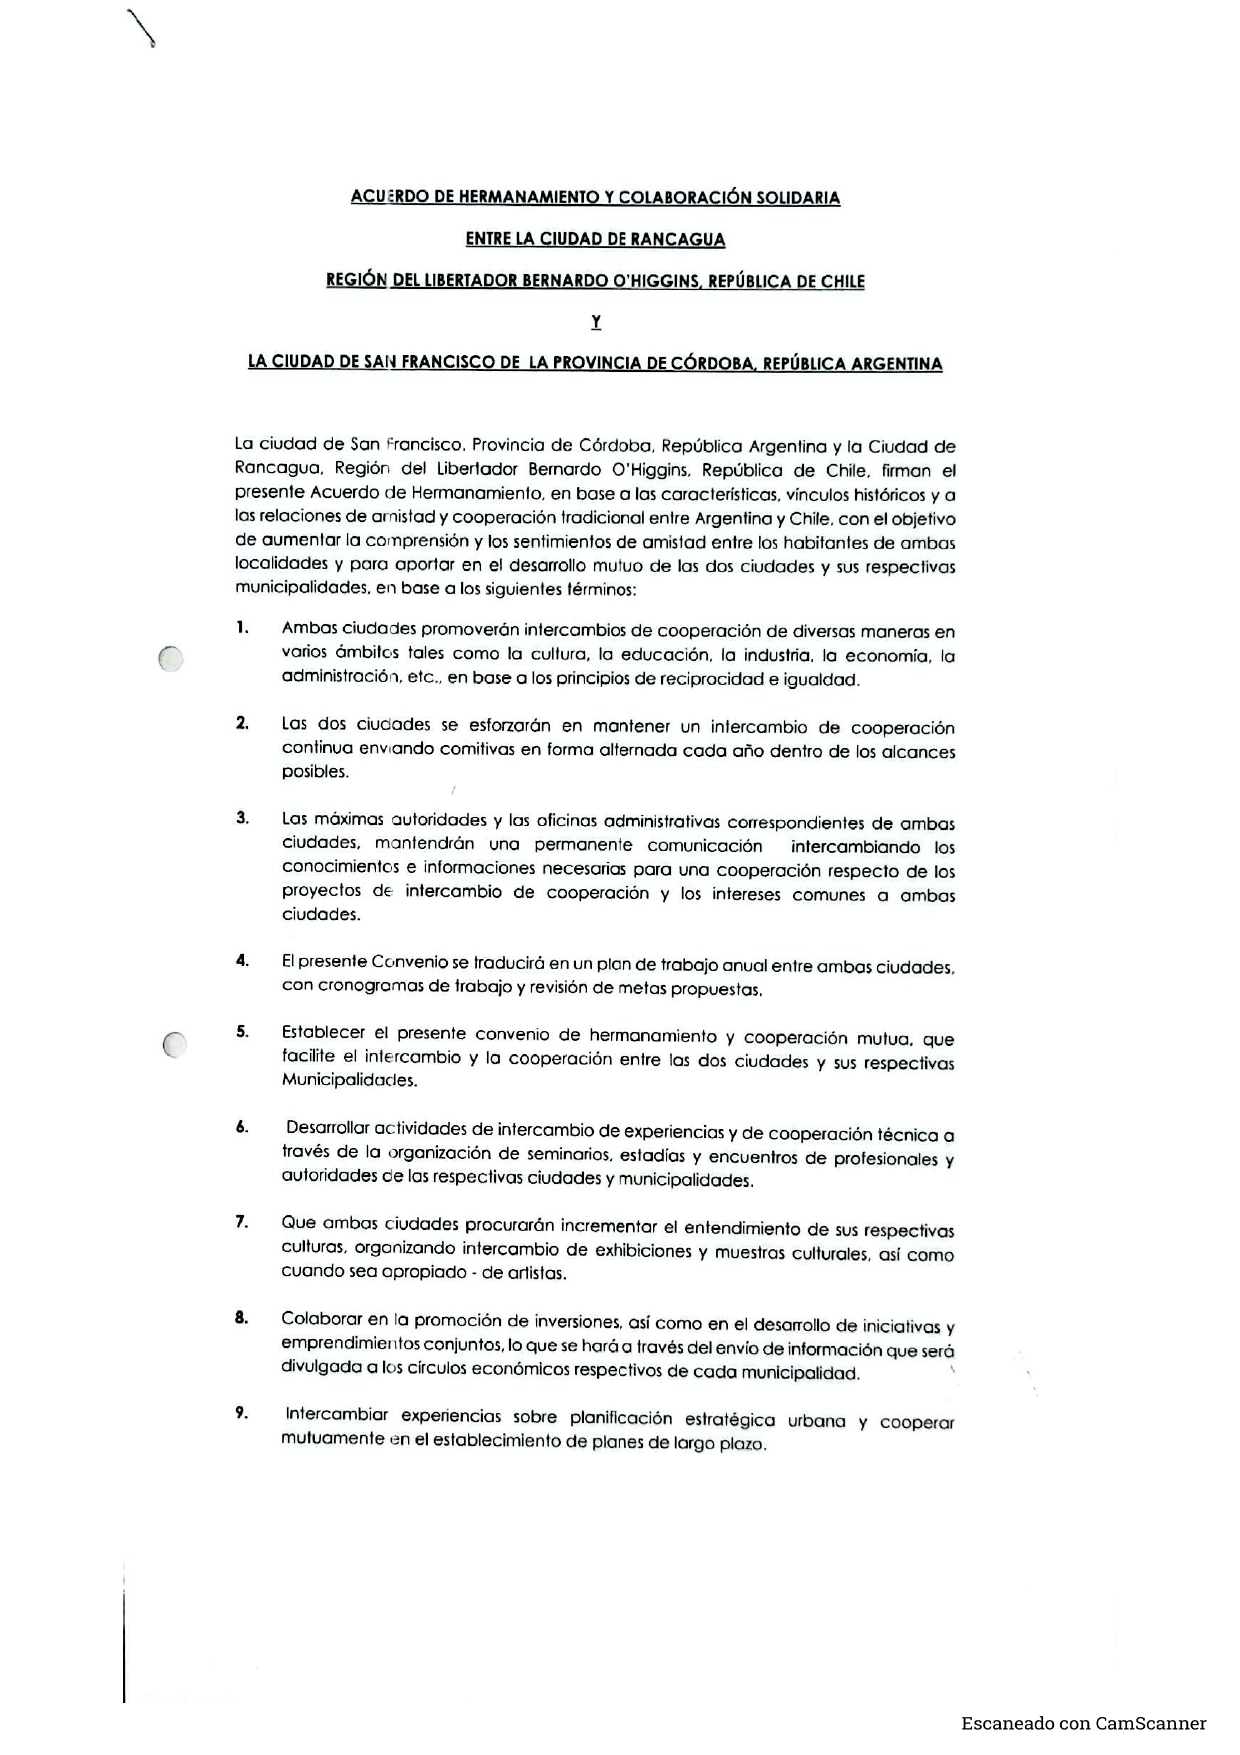 ACUERDO DE HERMANAMIENTO Y COLABORACIÓN SOLIDARIA
ENTRE LA CIUDAD DE RANCAGUA
REGIÓN DEL LIBERTADOR BERNARDO O'HIGGINS, REPÚBLICA DE CHILE
Y
LA CIUDAD DE SAN FRANCISCO DE LA PROVINCIA DE CÓRDOBA, REPÚBLICA ARGENTINA
La ciudad de San Francisco, Provincia de Córdoba, República Argentina y la Ciudad de
Rancagua, Región del Libertador Bernardo O'Higgins, República de Chile, firman el
presente Acuerdo de Hermanamiento, en base a las características, vínculos históricos y a
las relaciones de amistad y cooperación tradicional entre Argentina y Chile, con el objetivo
de aumentar la comprensión y los sentimientos de amistad entre los habitantes de ambas
localidades y para aportar en el desarrollo mutuo de las dos ciudades y sus respectivas
municipalidades, en base a los siguientes términos:
1. Ambas ciudades promoverán intercambios de cooperación de diversas maneras en
varios ámbitos tales como la cultura, la educación, la industria, la economía, la
administración, etc., en base a los principios de reciprocidad e igualdad.
2. Las dos ciudades se esforzarán en mantener un intercambio de cooperación
continua enviando comitivas en forma alternada cada año dentro de los alcances
posibles.
3. Las máximas autoridades y las oficinas administrativas correspondientes de ambas
ciudades, mantendrán una permanente comunicación intercambiando los
conocimientos e informaciones necesarias para una cooperación respecto de los
proyectos de intercambio de cooperación y los intereses comunes a ambas
ciudades.
4. El presente Convenio se traducirá en un plan de trabajo anual entre ambas ciudades,
con cronogramas de trabajo y revisión de metas propuestas.
5. Establecer el presente convenio de hermanamiento y cooperación mutua, que
facilite el intercambio y la cooperación entre las dos ciudades y sus respectivas
Municipalidades.
6. Desarrollar actividades de intercambio de experiencias y de cooperación técnica a
través de la organización de seminarios, estadías y encuentros de profesionales y
autoridades de las respectivas ciudades y municipalidades.
7. Que ambas ciudades procurarán incrementar el entendimiento de sus respectivas
culturas, organizando intercambio de exhibiciones y muestras culturales, así como
cuando sea apropiado - de artistas.
8. Colaborar en la promoción de inversiones, así como en el desarrollo de iniciativas y
emprendimientos conjuntos, lo que se hará a través del envío de información que será
divulgada a los círculos económicos respectivos de cada municipalidad.
9. Intercambiar experiencias sobre planificación estratégica urbana y cooperar
mutuamente en el establecimiento de planes de largo plazo.
Escaneado con CamScanner